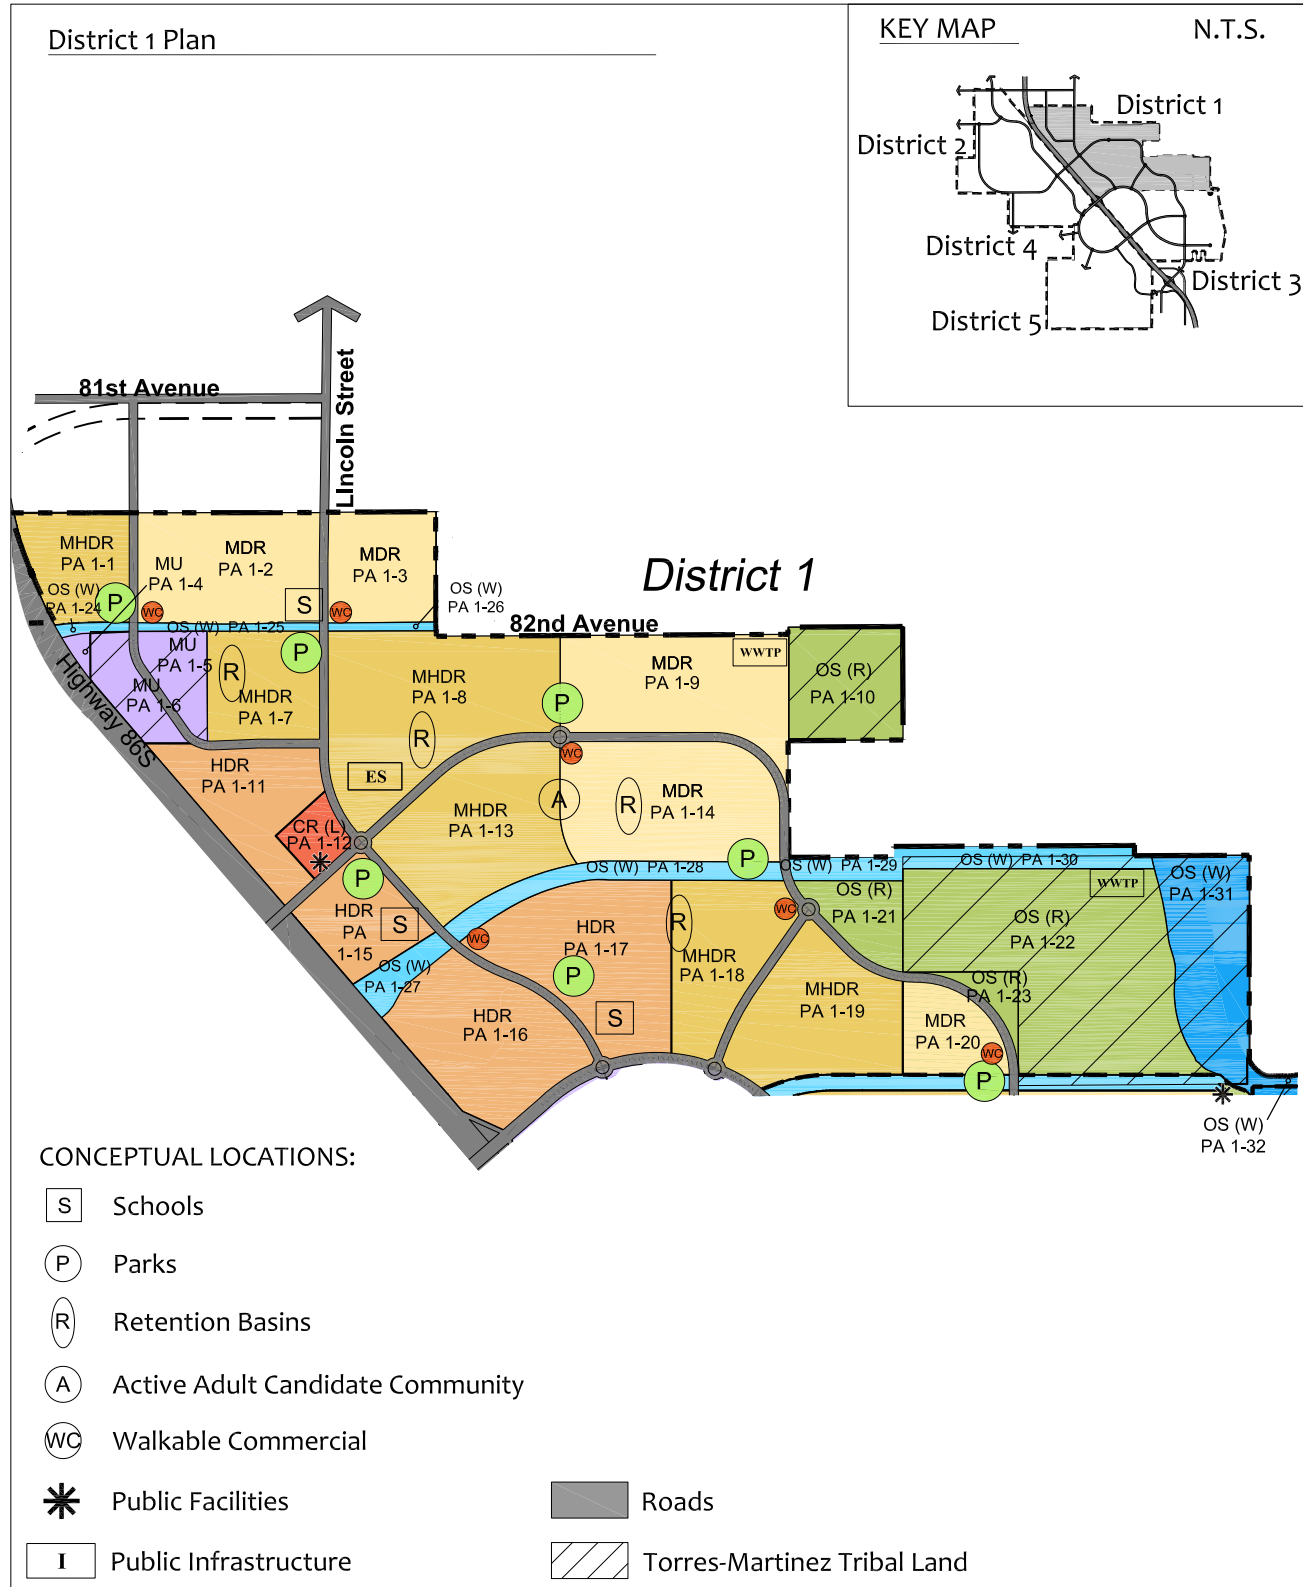 District 1 Plan
KEY MAP
N.T.S.
District 1
District 2
District 4
District 3
District 5
81st Avenue
LIncoln Street
MHDR
PA 1-1
MU
PA 1-4
MDR
PA 1-2
MDR
PA 1-3
OS (W)
PA 1-24
P
WC
S
WC
OS (W)
PA 1-26
District 1
OS (W) PA 1-25
82nd Avenue
MU
PA 1-5
MU
PA 1-6
R
P
MHDR
PA 1-7
MHDR
PA 1-8
MDR
PA 1-9
WWTP
OS (R)
PA 1-10
Highway 86S
P
R
WC
HDR
PA 1-11
ES
A
R
MDR
PA 1-14
MHDR
PA 1-13
CR (L)
PA 1-12
P
OS (W) PA 1-28
P
OS (W) PA 1-29
OS (W) PA 1-30
WWTP
OS (W)
PA 1-31
OS (R)
PA 1-21
OS (R)
PA 1-22
HDR
PA
1-15
S
WC
R
WC
HDR
PA 1-17
P
MHDR
PA 1-18
OS (W)
PA 1-27
MHDR
PA 1-19
OS (R)
PA 1-23
HDR
PA 1-16
S
MDR
PA 1-20
WC
P
OS (W)
PA 1-32
CONCEPTUAL LOCATIONS:
S Schools
P Parks
R Retention Basins
A Active Adult Candidate Community
WC Walkable Commercial
Public Facilities
Roads
I Public Infrastructure
Torres-Martinez Tribal Land